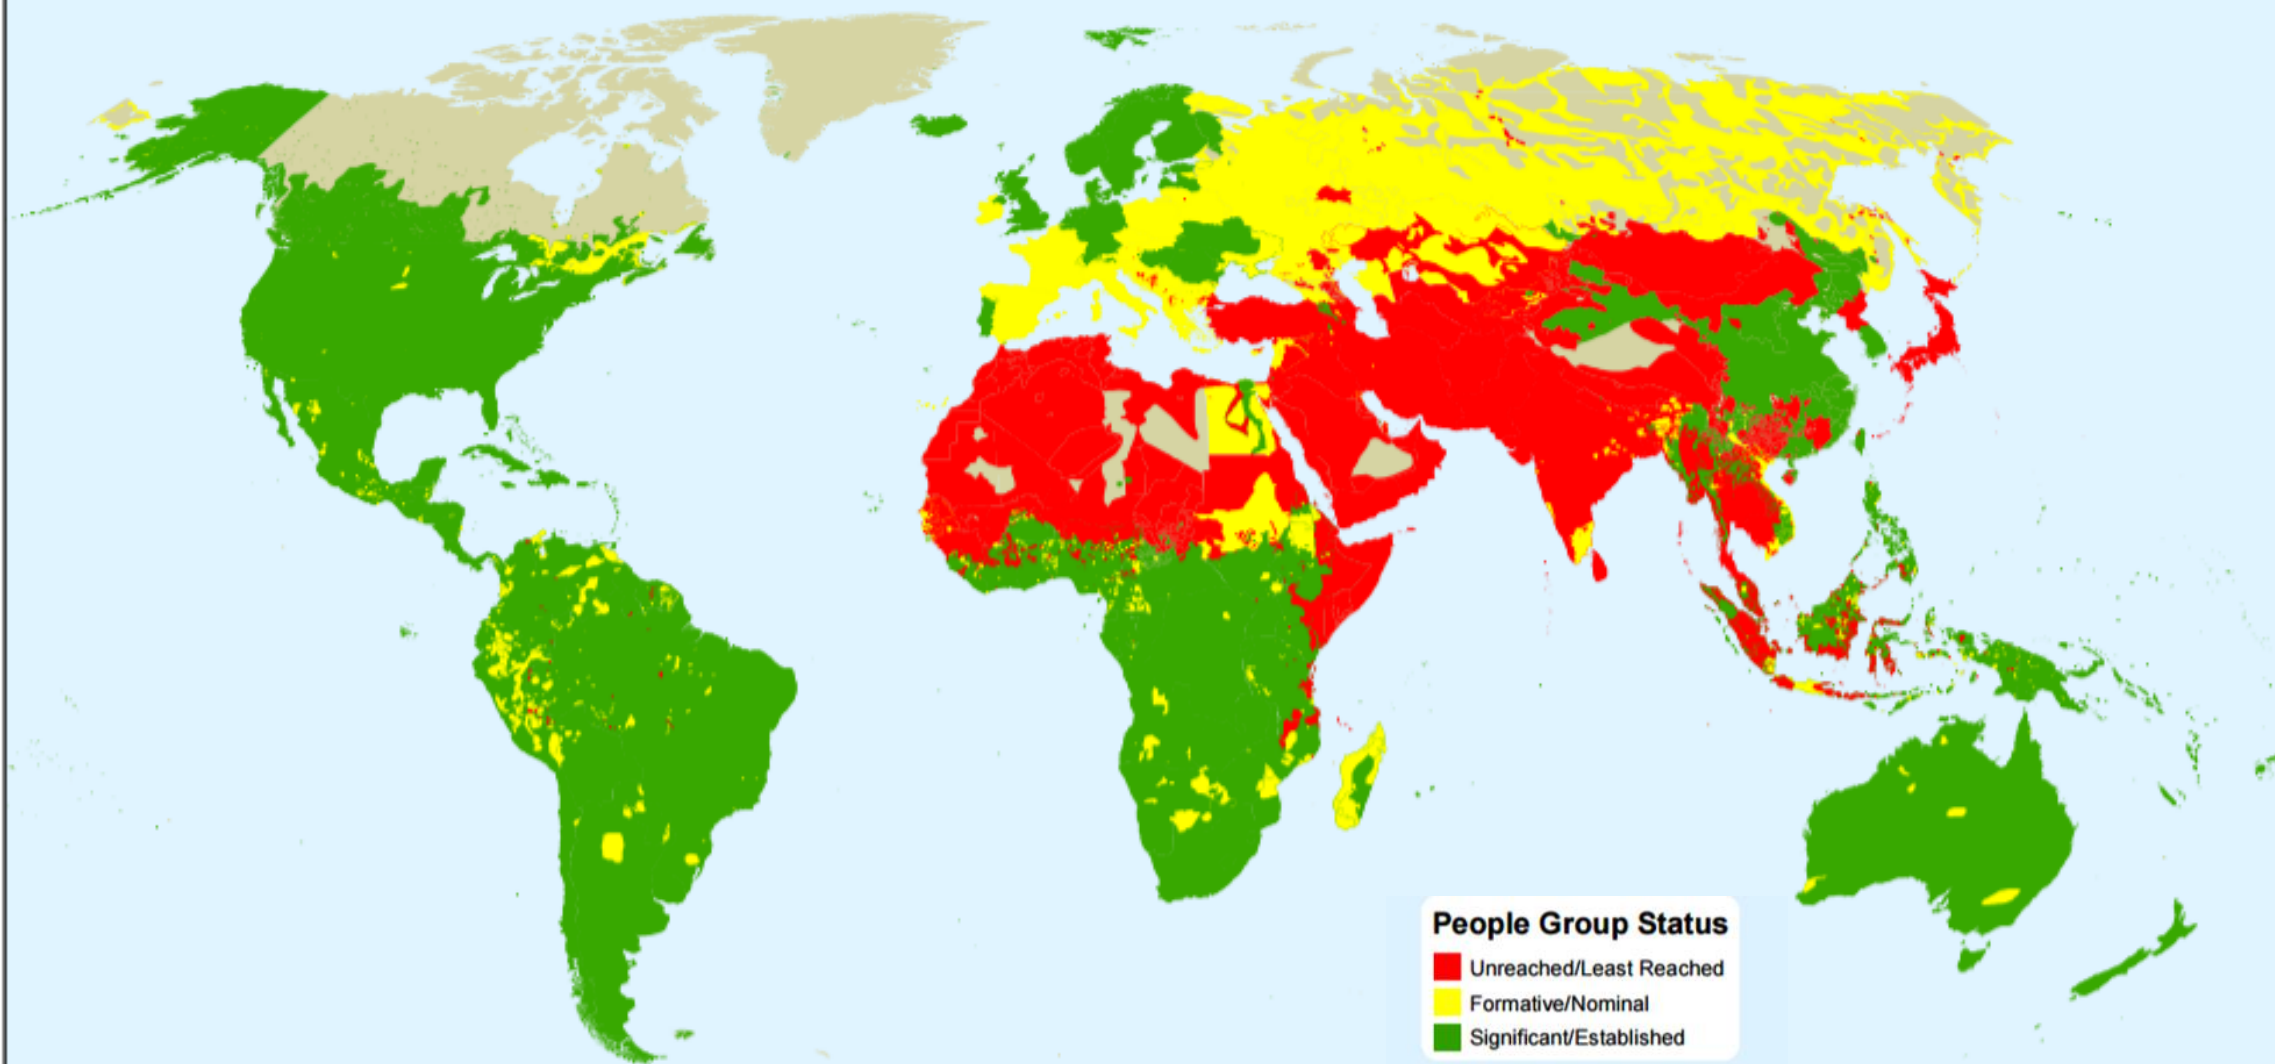 People Group Status
Unreached/Least Reached
Formative/Nominal
Significant/Established